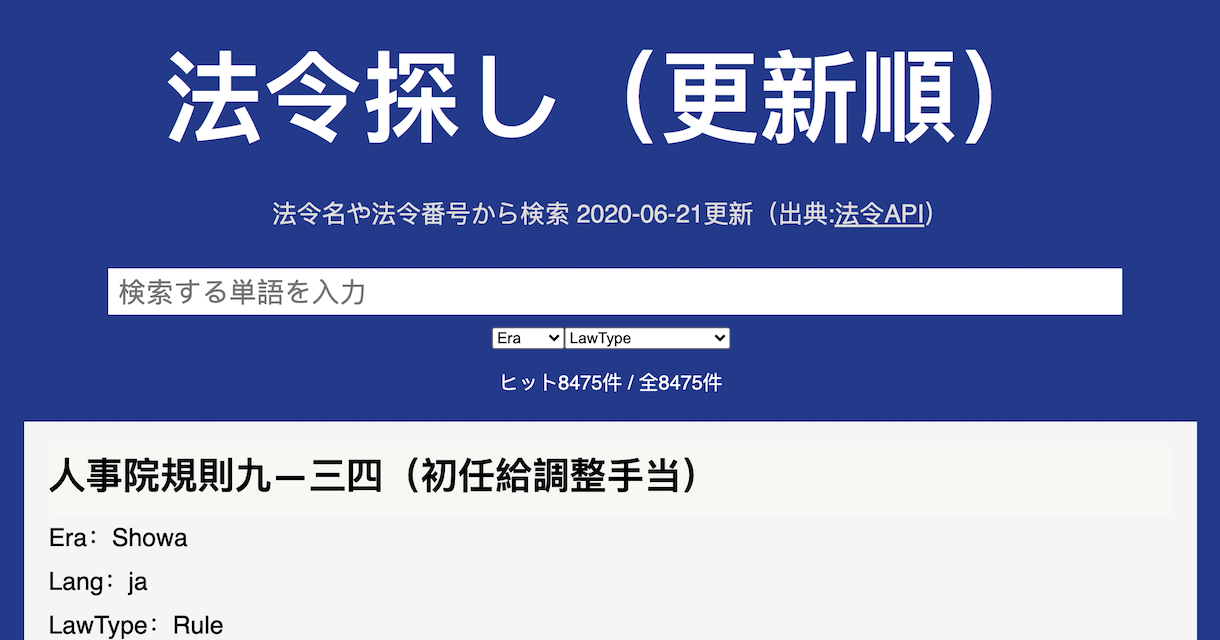 法令探し（更新順）
法令名や法令番号から検索 2020-06-21更新（出典:法令API）
検索する単語を入力
Era LawType
ヒット8475件 / 全8475件
人事院規則九―三四（初任給調整手当）
Era：Showa
Lang：ja
LawType：Rule